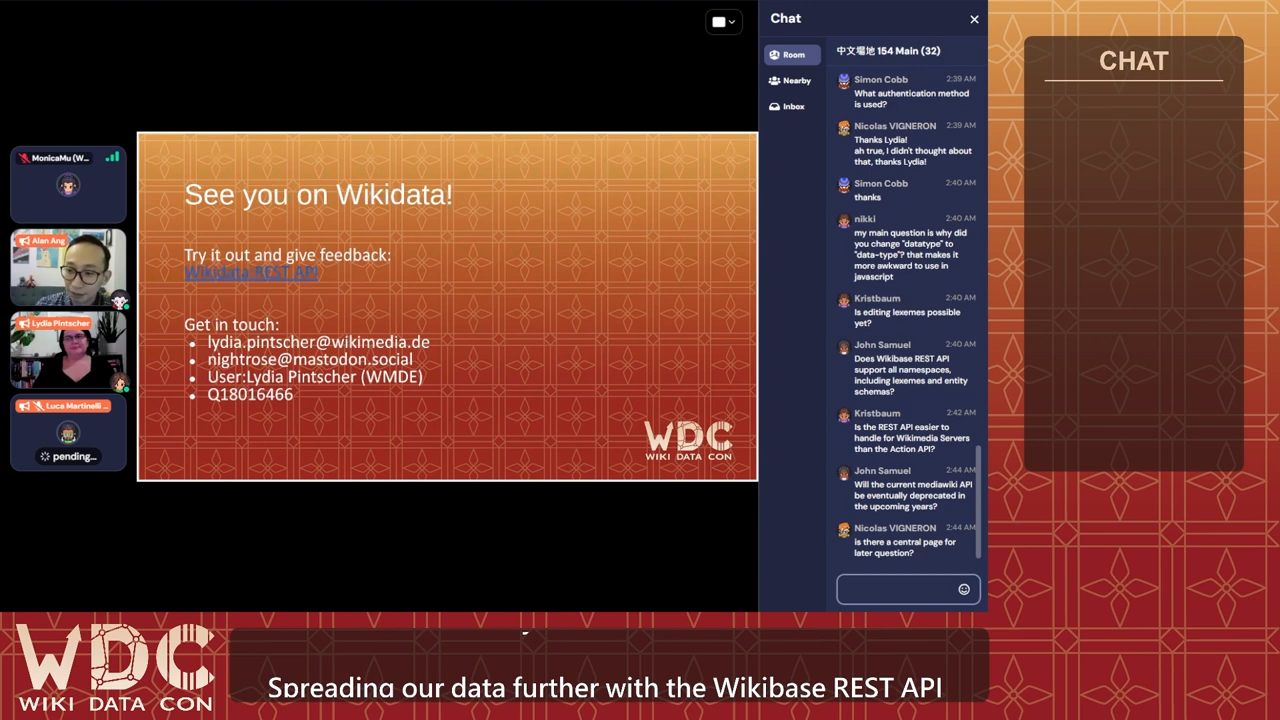 MonicaMu (W...
Alan Ang
Lydia Pintscher
Luca Martinelli ...
pending...
See you on Wikidata!
Try it out and give feedback:
Wikidata REST API
Get in touch:
lydia.pintscher@wikimedia.de
nightrose@mastodon.social
User:Lydia Pintscher (WMDE)
Q18016466
WDC
WIKI DATA CON
Chat
Room
Nearby
Inbox
中文場地 154 Main (32)
Simon Cobb 2:39 AM
What authentication method
is used?
Nicolas VIGNERON 2:39 AM
Thanks Lydia!
ah true, I didn't thought about
that, thanks Lydia!
Simon Cobb 2:40 AM
thanks
nikki 2:40 AM
my main question is why did
you change "datatype" to
"data-type"? that makes it
more awkward to use in
javascript
Kristbaum 2:40 AM
Is editing lexemes possible
yet?
John Samuel 2:40 AM
Does Wikibase REST API
support all namespaces,
including lexemes and entity
schemas?
Kristbaum 2:42 AM
Is the REST API easier to
handle for Wikimedia Servers
than the Action API?
John Samuel 2:44 AM
Will the current mediawiki API
be eventually deprecated in
the upcoming years?
Nicolas VIGNERON 2:44 AM
is there a central page for
later question?
CHAT
WDC
WIKI DATA CON
Spreading our data further with the Wikibase REST API